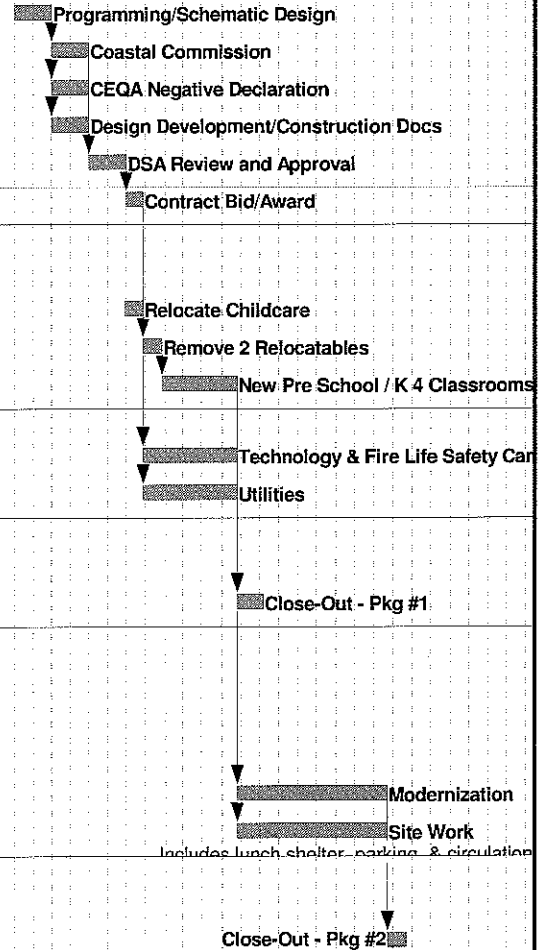 Programming/Schematic Design
Coastal Commission
CEQA Negative Declaration
Design Development/Construction Docs
DSA Review and Approval
Contract Bid/Award
Relocate Childcare
Remove 2 Relocatables
New Pre School / K 4 Classrooms
Technology & Fire Life Safety Cam
Utilities
Close-Out - Pkg #1
Modernization
Site Work
Includes lunch shelter, parking, & circulation
Close-Out - Pkg #2